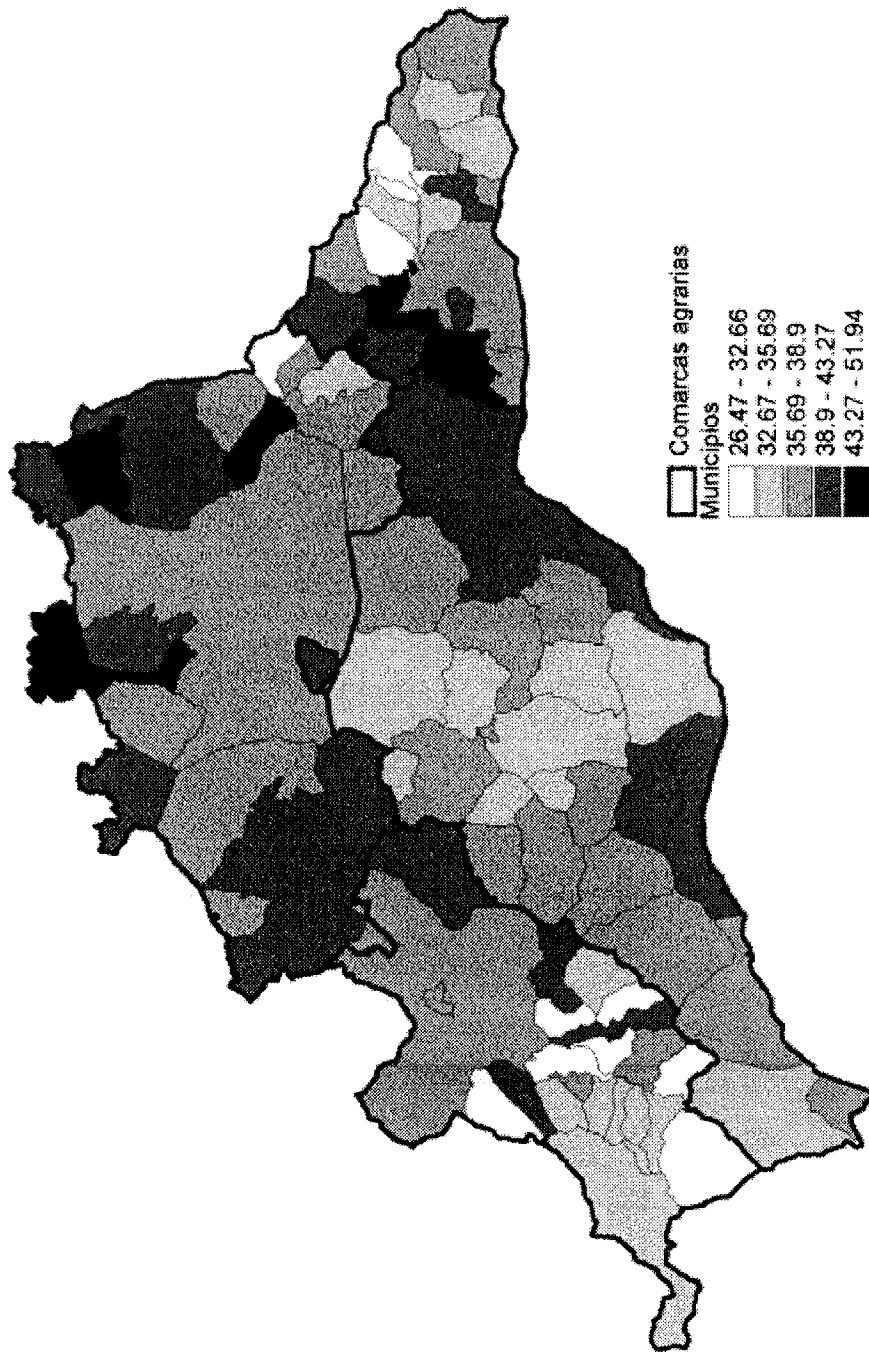 Comarcas agrarias
Municipios
26.47 - 32.66
32.67 - 35.69
35.69 - 38.9
38.9 - 43.27
43.27 - 51.94